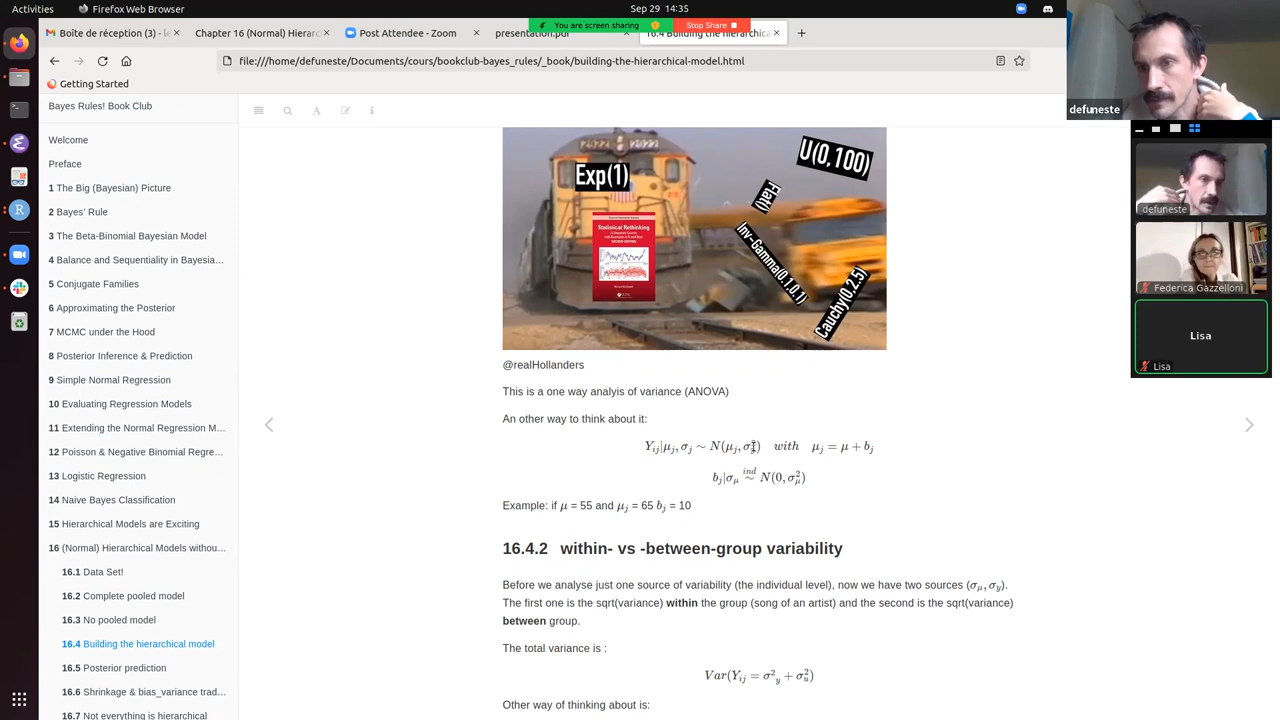 Activities
Firefox Web Browser
Sep 29 14:35
You are screen sharing
Stop Share
Boîte de réception (3) - le
Chapter 16 (Normal) Hierarc
Post Attendee - Zoom
presentation.pdf
16.4 Building the hierarchica
file:///home/defuneste/Documents/cours/bookclub-bayes_rules/_book/building-the-hierarchical-model.html
Getting Started
Bayes Rules! Book Club
Welcome
Preface
1 The Big (Bayesian) Picture
2 Bayes' Rule
3 The Beta-Binomial Bayesian Model
4 Balance and Sequentiality in Bayesia…
5 Conjugate Families
6 Approximating the Posterior
7 MCMC under the Hood
8 Posterior Inference & Prediction
9 Simple Normal Regression
10 Evaluating Regression Models
11 Extending the Normal Regression M…
12 Poisson & Negative Binomial Regre…
13 Logistic Regression
14 Naive Bayes Classification
15 Hierarchical Models are Exciting
16 (Normal) Hierarchical Models withou…
16.1 Data Set!
16.2 Complete pooled model
16.3 No pooled model
16.4 Building the hierarchical model
16.5 Posterior prediction
16.6 Shrinkage & bias_variance trad…
16.7 Not everything is hierarchical
Exp(1)
Statistical Rethinking
U(0,100)
Flat()
Inv-Gamma(0.1,0.1)
Cauchy(0,2.5)
@realHollanders
This is a one way analyis of variance (ANOVA)
An other way to think about it:
Y_{ij}|μ_j, σ_j ∼ N(μ_j, σ_j^2) with μ_j = μ + b_j
b_j|σ_μ \overset{ind}{∼} N(0, σ_μ^2)
Example: if μ = 55 and μ_j = 65 b_j = 10
16.4.2 within- vs -between-group variability
Before we analyse just one source of variability (the individual level), now we have two sources (σ_μ, σ_y).
The first one is the sqrt(variance) within the group (song of an artist) and the second is the sqrt(variance)
between group.
The total variance is :
Var(Y_{ij} = σ^2_y + σ_u^2)
Other way of thinking about is:
defuneste
defuneste
Federica Gazzelloni
Lisa
Lisa